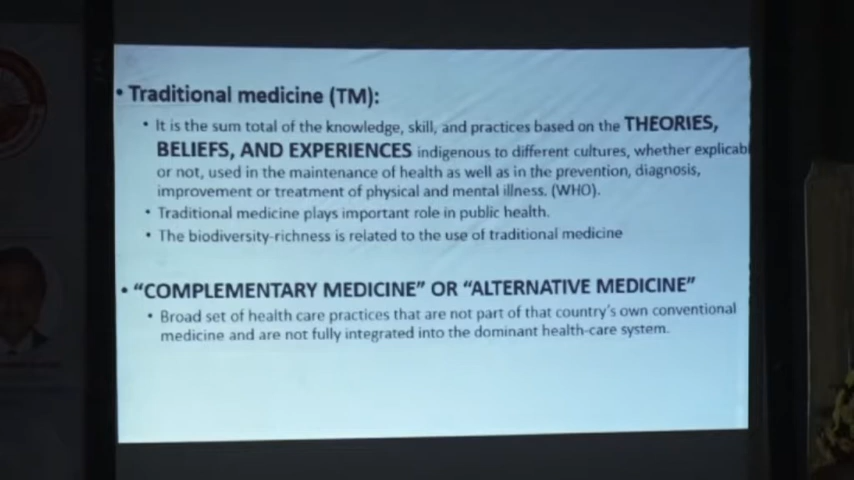 • Traditional medicine (TM):
• It is the sum total of the knowledge, skill, and practices based on the THEORIES,
BELIEFS, AND EXPERIENCES indigenous to different cultures, whether explicabl
or not, used in the maintenance of health as well as in the prevention, diagnosis,
improvement or treatment of physical and mental illness. (WHO).
• Traditional medicine plays important role in public health.
• The biodiversity-richness is related to the use of traditional medicine
• “COMPLEMENTARY MEDICINE” OR “ALTERNATIVE MEDICINE”
• Broad set of health care practices that are not part of that country's own conventional
medicine and are not fully integrated into the dominant health-care system.